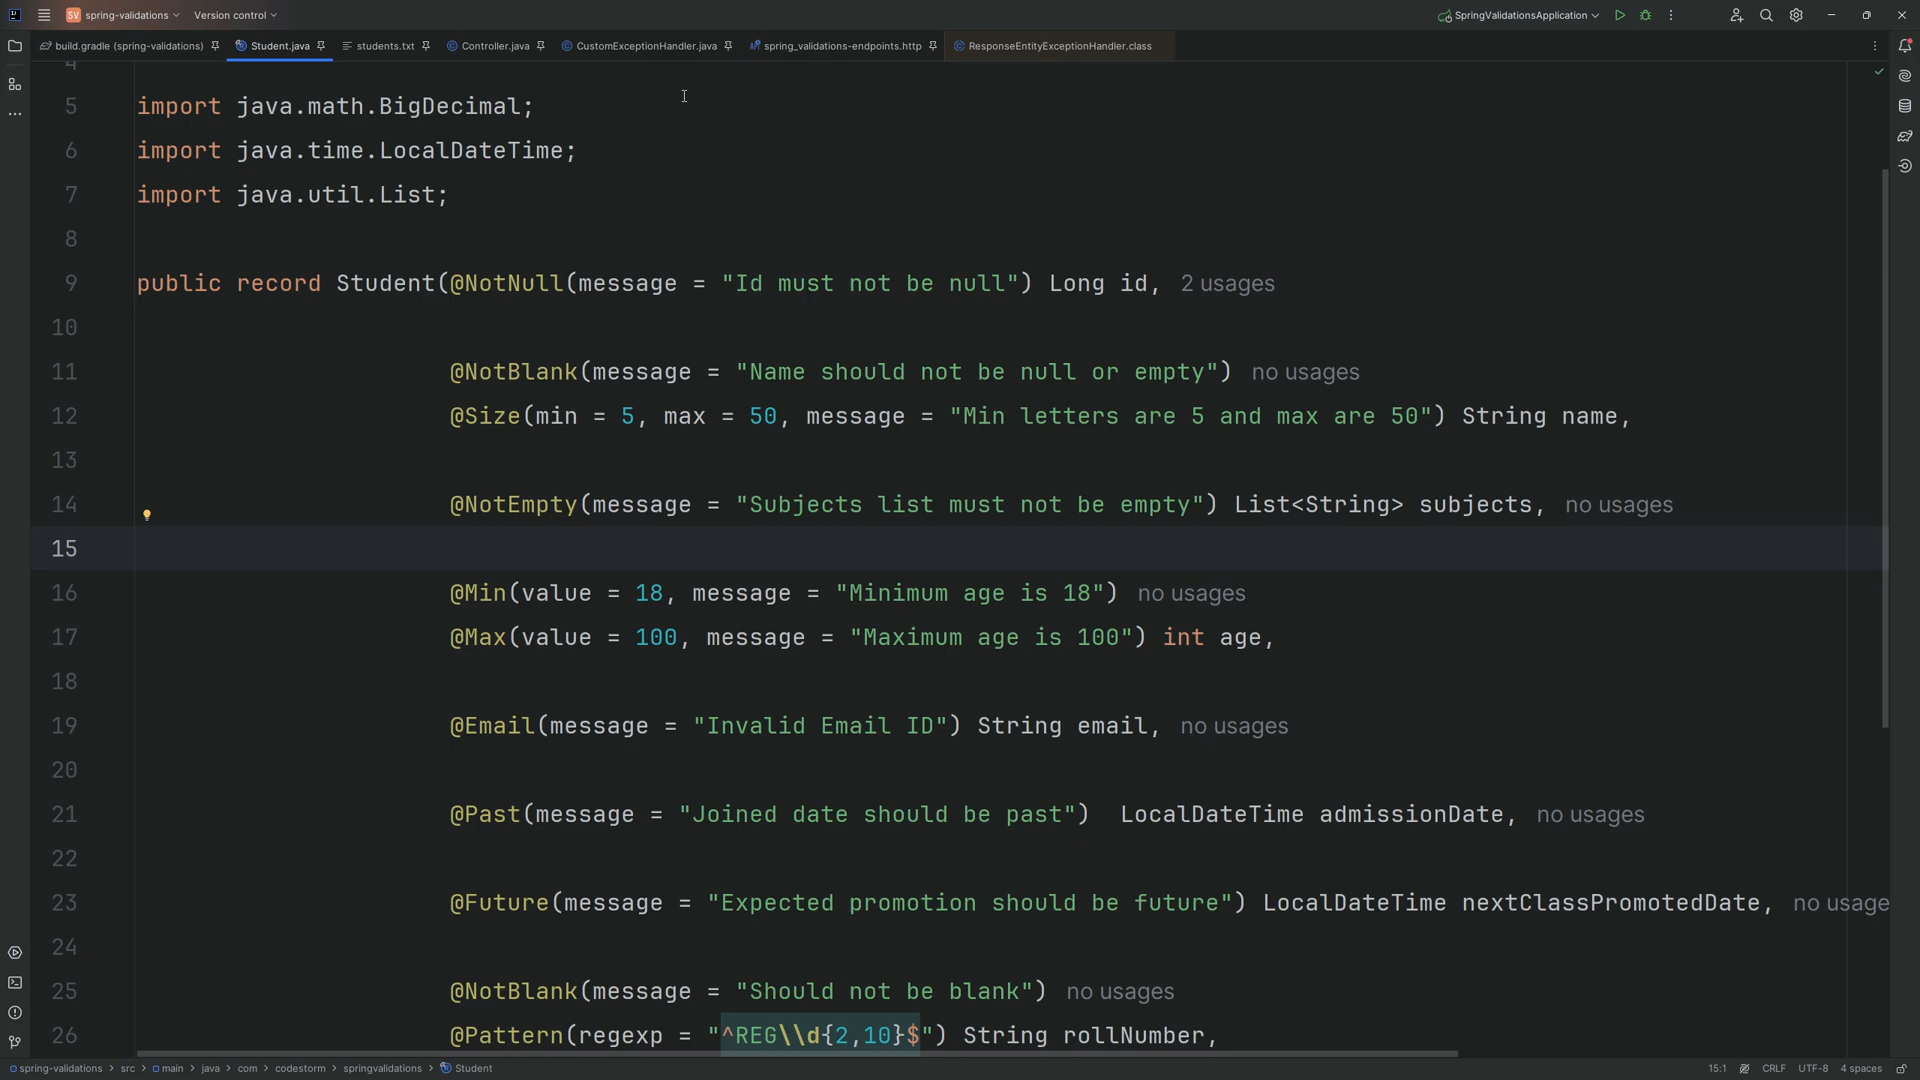 SV spring-validations Version control SpringValidationsApplication
build.gradle (spring-validations) Student.java students.txt Controller.java CustomExceptionHandler.java spring_validations-endpoints.http ResponseEntityExceptionHandler.class
4
5 import java.math.BigDecimal;
6 import java.time.LocalDateTime;
7 import java.util.List;
8
9 public record Student(@NotNull(message = "Id must not be null") Long id, 2 usages
10
11 @NotBlank(message = "Name should not be null or empty") no usages
12 @Size(min = 5, max = 50, message = "Min letters are 5 and max are 50") String name,
13
14 @NotEmpty(message = "Subjects list must not be empty") List<String> subjects, no usages
15
16 @Min(value = 18, message = "Minimum age is 18") no usages
17 @Max(value = 100, message = "Maximum age is 100") int age,
18
19 @Email(message = "Invalid Email ID") String email, no usages
20
21 @Past(message = "Joined date should be past")  LocalDateTime admissionDate, no usages
22
23 @Future(message = "Expected promotion should be future") LocalDateTime nextClassPromotedDate, no usage
24
25 @NotBlank(message = "Should not be blank") no usages
26 @Pattern(regexp = "^REG\\d{2,10}$") String rollNumber,
spring-validations > src > main > java > com > codestorm > springvalidations > Student 15:1 CRLF UTF-8 4 spaces